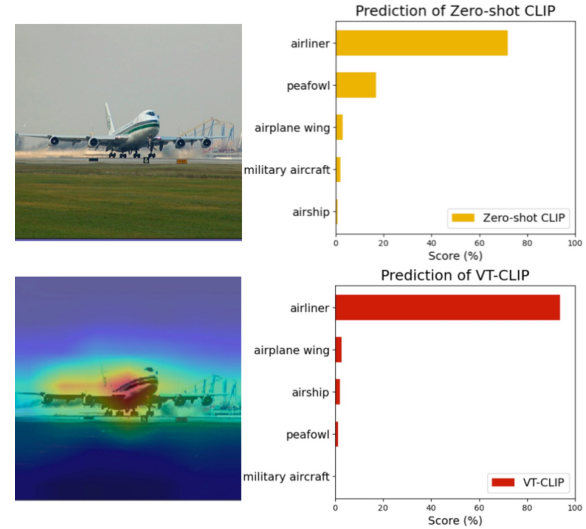 Prediction of Zero-shot CLIP
airliner
peafowl
airplane wing
military aircraft
airship
Zero-shot CLIP
0 20 40 60 80 100
Score (%)
Prediction of VT-CLIP
airliner
airplane wing
airship
peafowl
military aircraft
VT-CLIP
0 20 40 60 80 100
Score (%)